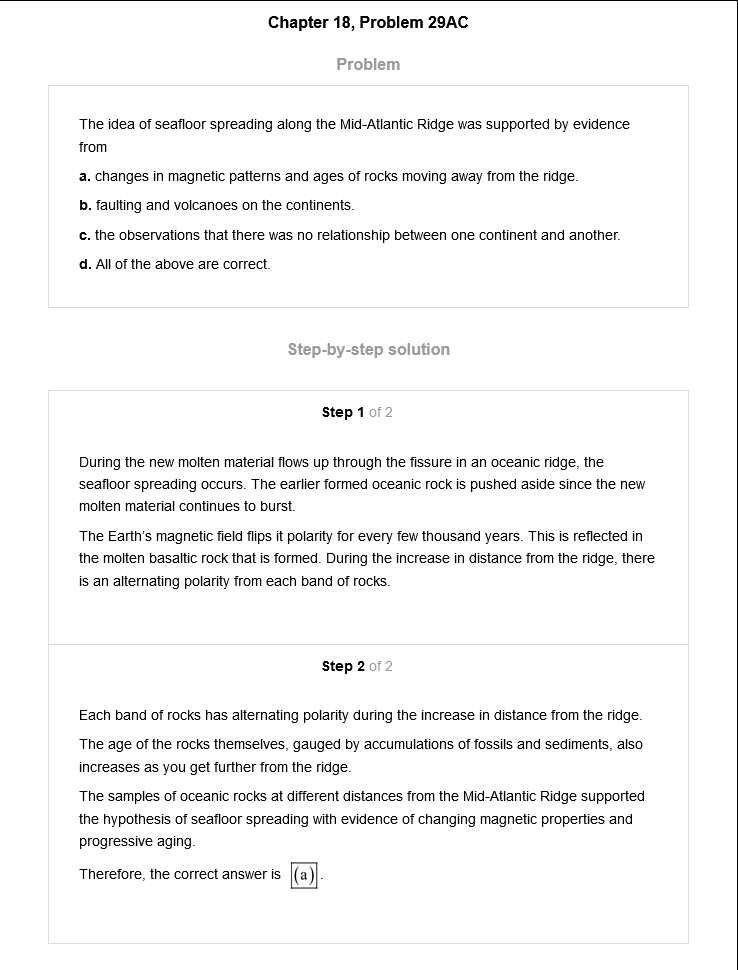 Chapter 18, Problem 29AC
Problem
The idea of seafloor spreading along the Mid-Atlantic Ridge was supported by evidence
from
a. changes in magnetic patterns and ages of rocks moving away from the ridge.
b. faulting and volcanoes on the continents.
c. the observations that there was no relationship between one continent and another.
d. All of the above are correct.
Step-by-step solution
Step 1 of 2
During the new molten material flows up through the fissure in an oceanic ridge, the
seafloor spreading occurs. The earlier formed oceanic rock is pushed aside since the new
molten material continues to burst.
The Earth's magnetic field flips it polarity for every few thousand years. This is reflected in
the molten basaltic rock that is formed. During the increase in distance from the ridge, there
is an alternating polarity from each band of rocks.
Step 2 of 2
Each band of rocks has alternating polarity during the increase in distance from the ridge.
The age of the rocks themselves, gauged by accumulations of fossils and sediments, also
increases as you get further from the ridge.
The samples of oceanic rocks at different distances from the Mid-Atlantic Ridge supported
the hypothesis of seafloor spreading with evidence of changing magnetic properties and
progressive aging.
Therefore, the correct answer is (a).